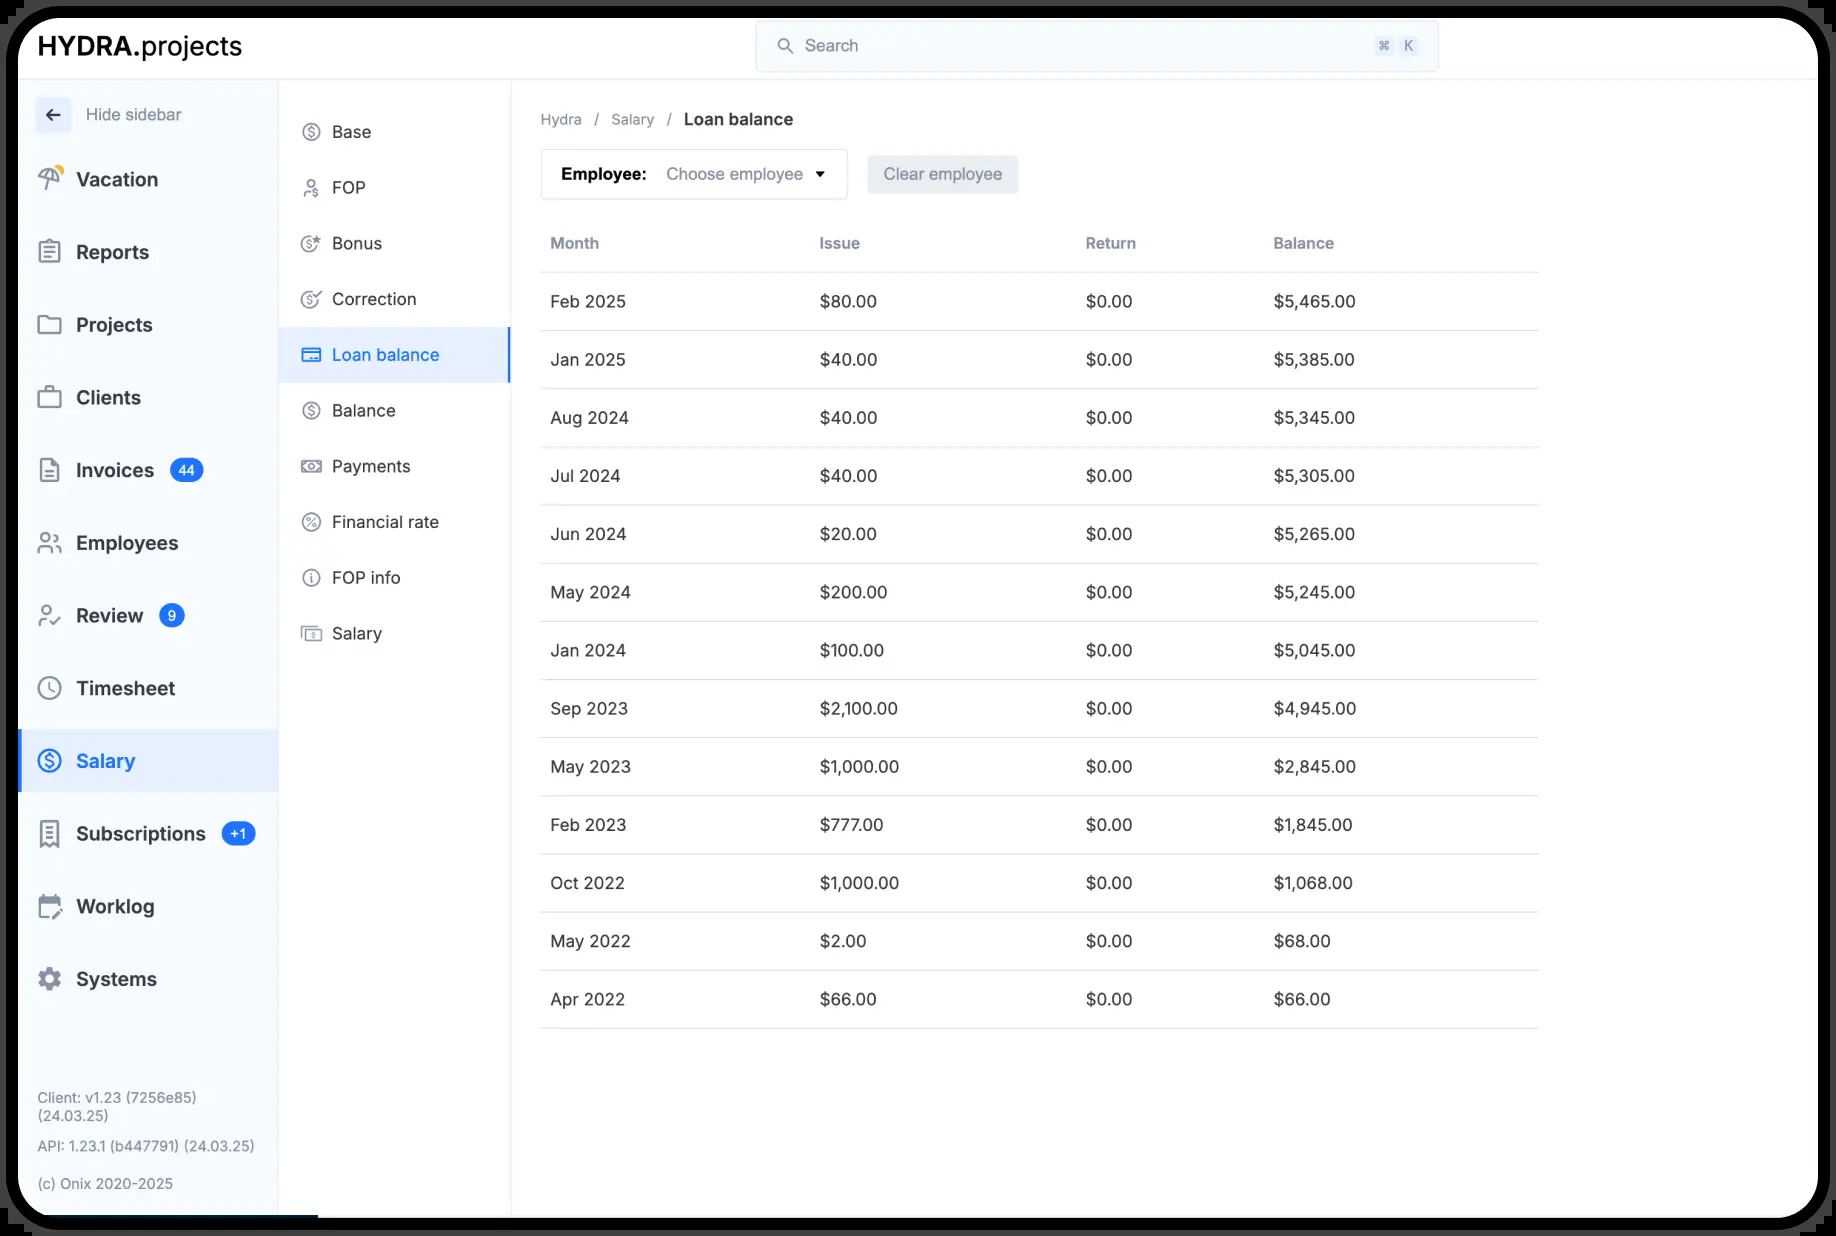 HYDRA.projects
Search
⌘ K
Hide sidebar
Vacation
Reports
Projects
Clients
Invoices 44
Employees
Review 9
Timesheet
Salary
Subscriptions +1
Worklog
Systems
Client: v1.23 (7256e85)
(24.03.25)
API: 1.23.1 (b447791) (24.03.25)
(c) Onix 2020-2025
Base
FOP
Bonus
Correction
Loan balance
Balance
Payments
Financial rate
FOP info
Salary
Hydra / Salary / Loan balance
Employee: Choose employee Clear employee
Month Issue Return Balance
Feb 2025 $80.00 $0.00 $5,465.00
Jan 2025 $40.00 $0.00 $5,385.00
Aug 2024 $40.00 $0.00 $5,345.00
Jul 2024 $40.00 $0.00 $5,305.00
Jun 2024 $20.00 $0.00 $5,265.00
May 2024 $200.00 $0.00 $5,245.00
Jan 2024 $100.00 $0.00 $5,045.00
Sep 2023 $2,100.00 $0.00 $4,945.00
May 2023 $1,000.00 $0.00 $2,845.00
Feb 2023 $777.00 $0.00 $1,845.00
Oct 2022 $1,000.00 $0.00 $1,068.00
May 2022 $2.00 $0.00 $68.00
Apr 2022 $66.00 $0.00 $66.00